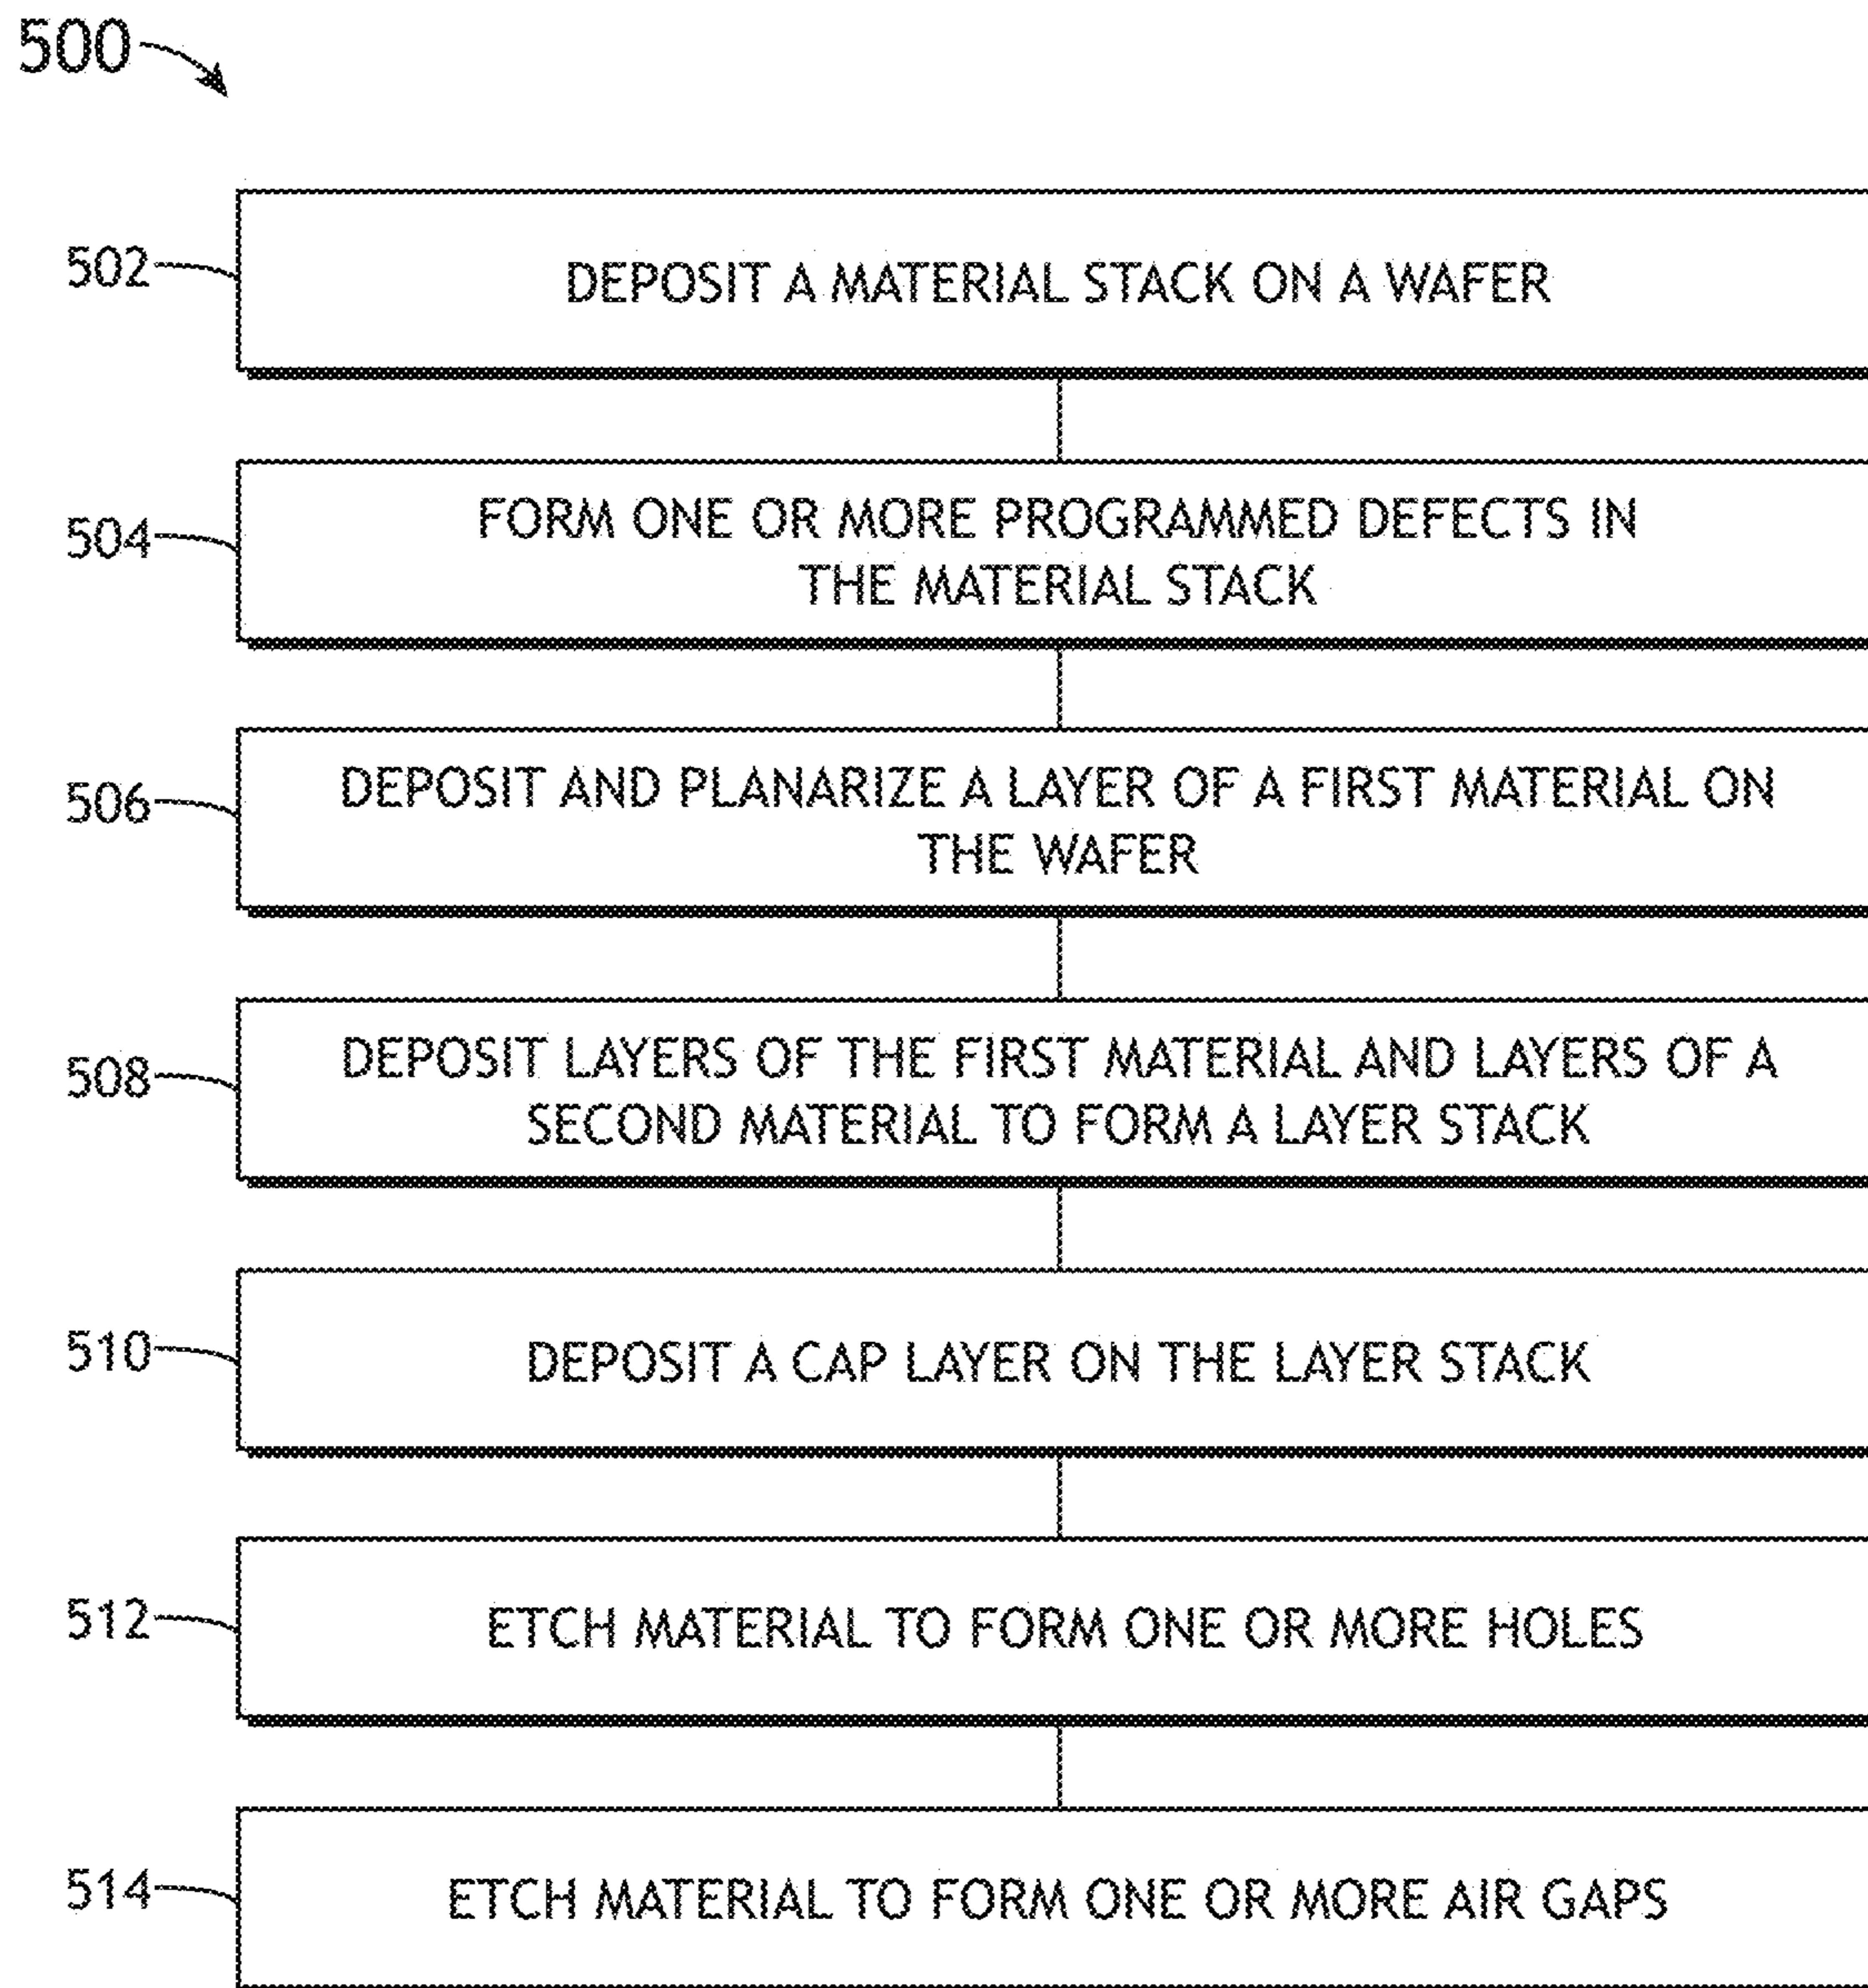 500
502
DEPOSIT A MATERIAL STACK ON A WAFER
504
FORM ONE OR MORE PROGRAMMED DEFECTS IN
THE MATERIAL STACK
506
DEPOSIT AND PLANARIZE A LAYER OF A FIRST MATERIAL ON
THE WAFER
508
DEPOSIT LAYERS OF THE FIRST MATERIAL AND LAYERS OF A
SECOND MATERIAL TO FORM A LAYER STACK
510
DEPOSIT A CAP LAYER ON THE LAYER STACK
512
ETCH MATERIAL TO FORM ONE OR MORE HOLES
514
ETCH MATERIAL TO FORM ONE OR MORE AIR GAPS